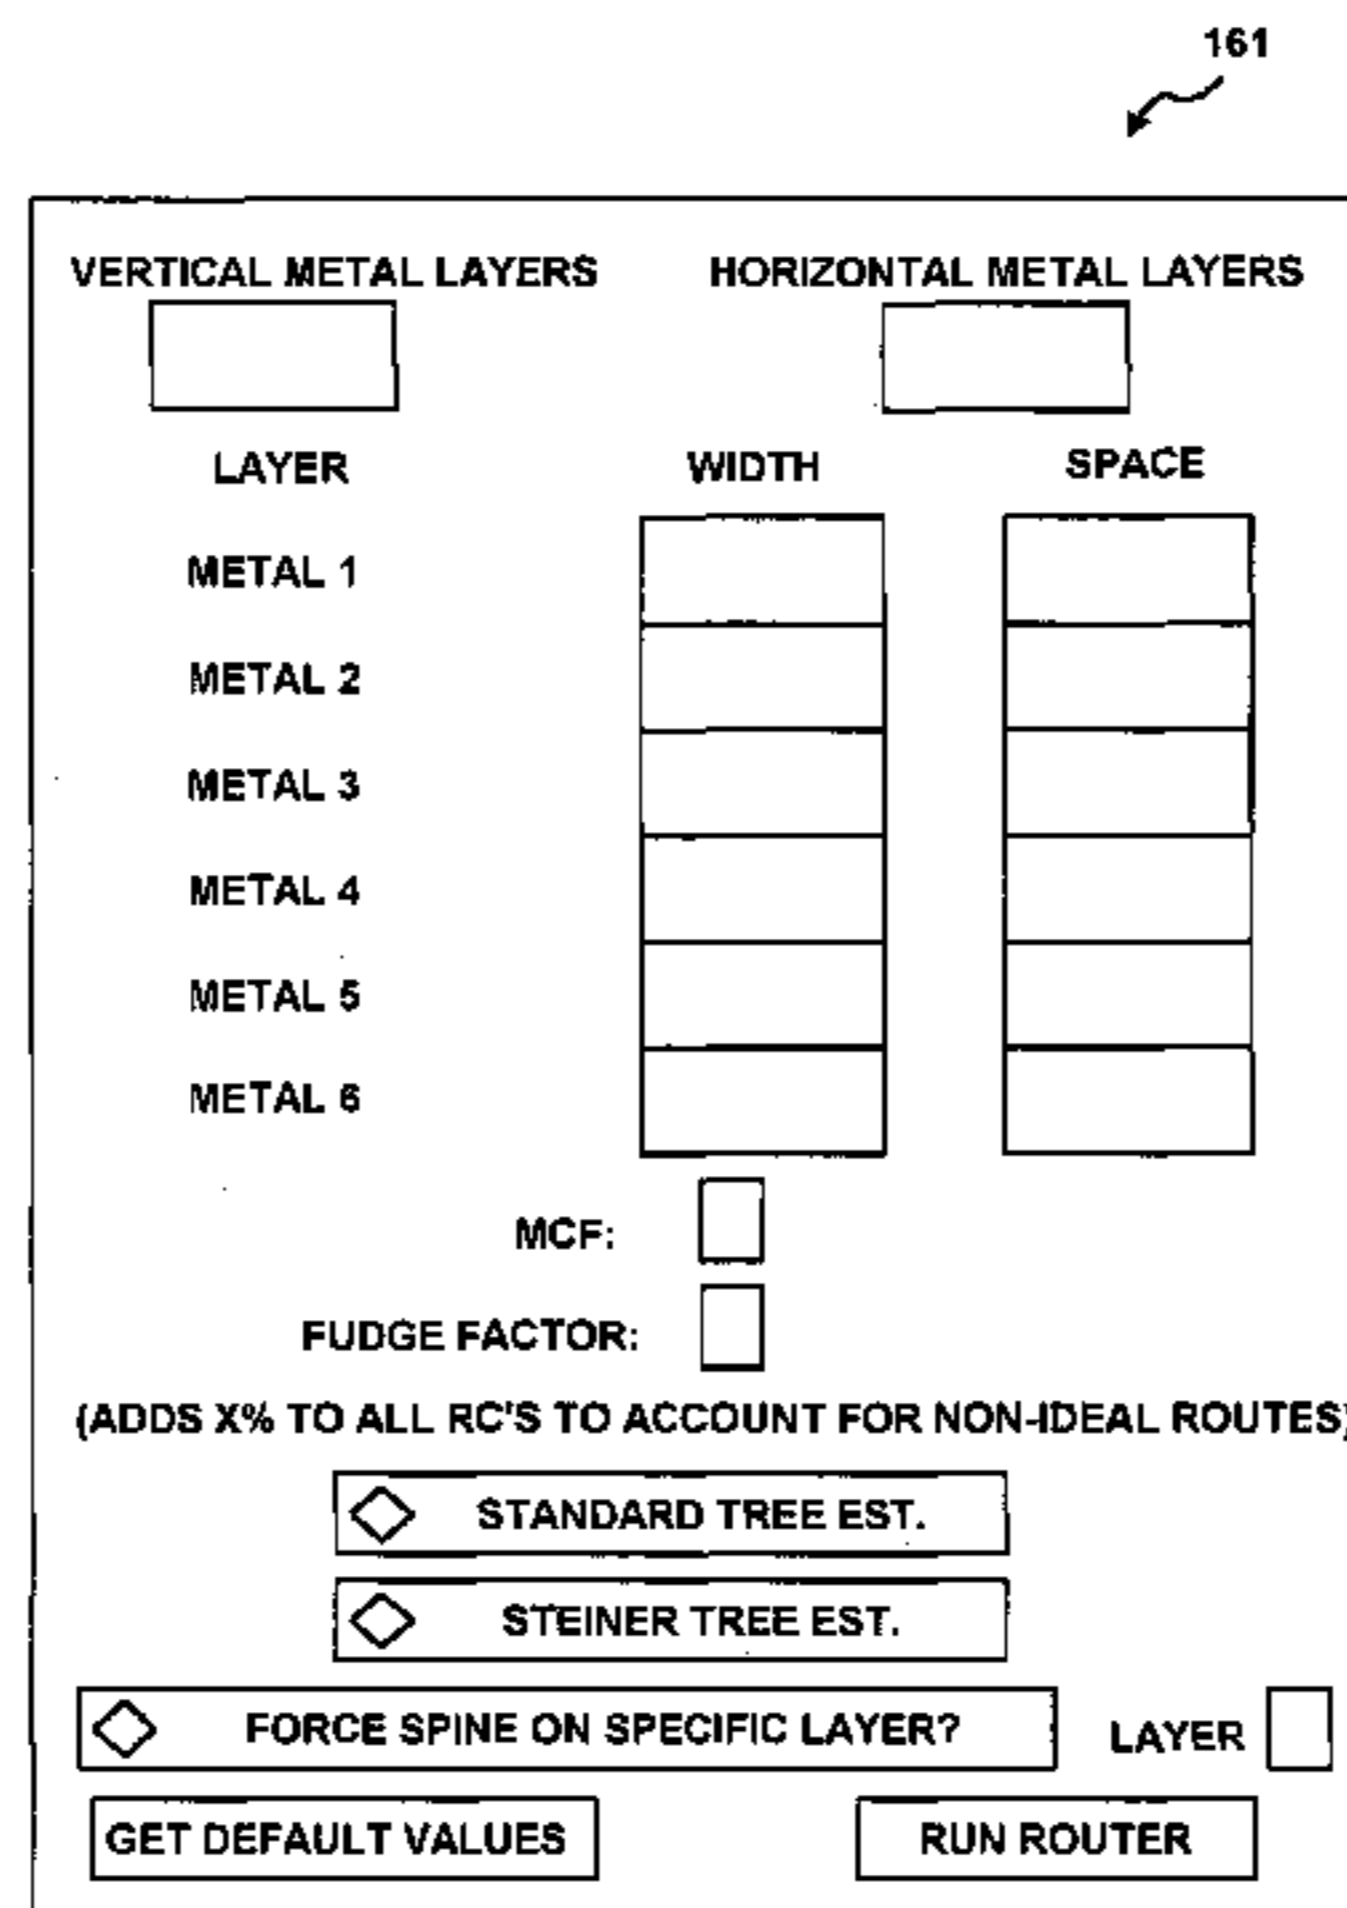 161
VERTICAL METAL LAYERS HORIZONTAL METAL LAYERS
LAYER WIDTH SPACE
METAL 1
METAL 2
METAL 3
METAL 4
METAL 5
METAL 6
MCF:
FUDGE FACTOR:
(ADDS X% TO ALL RC'S TO ACCOUNT FOR NON-IDEAL ROUTES)
STANDARD TREE EST.
STEINER TREE EST.
FORCE SPINE ON SPECIFIC LAYER? LAYER
GET DEFAULT VALUES RUN ROUTER